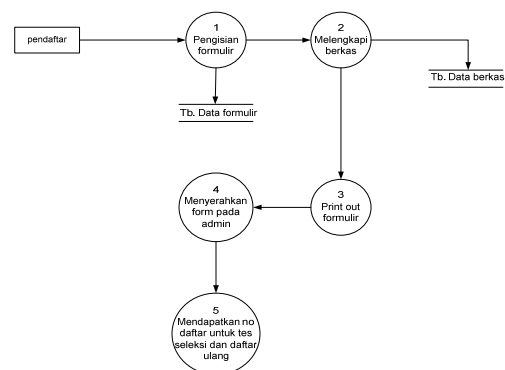 pendaftar
1
Pengisian
formulir
2
Melengkapi
berkas
Tb. Data berkas
Tb. Data formulir
3
Print out
formulir
4
Menyerahkan
form pada
admin
5
Mendapatkan no
daftar untuk tes
seleksi dan daftar
ulang